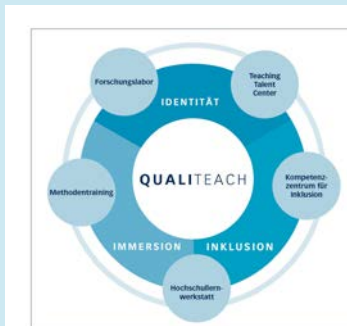 Forschungslabor
Teaching
Talent
Center
IDENTITÄT
QUALITEACH
Methodentraining
Kompetenz-
zentrum für
Inklusion
IMMERSION
INKLUSION
Hochschullern-
werkstatt